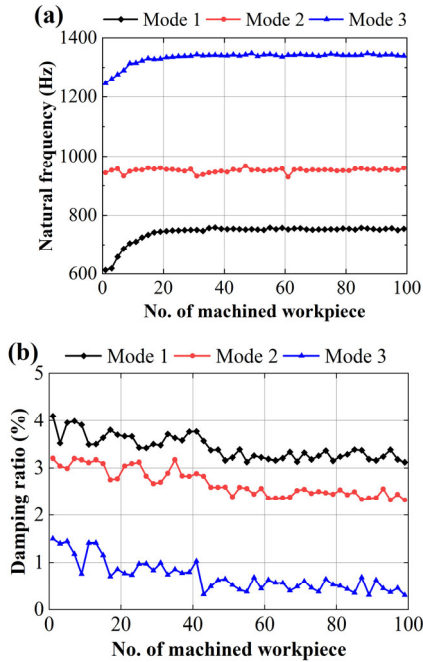 (a)
Mode 1 Mode 2 Mode 3
1400
1200
1000
800
600
Natural frequency (Hz)
0 20 40 60 80 100
No. of machined workpiece
(b)
Mode 1 Mode 2 Mode 3
5
4
3
2
1
0
Damping ratio (%)
0 20 40 60 80 100
No. of machined workpiece